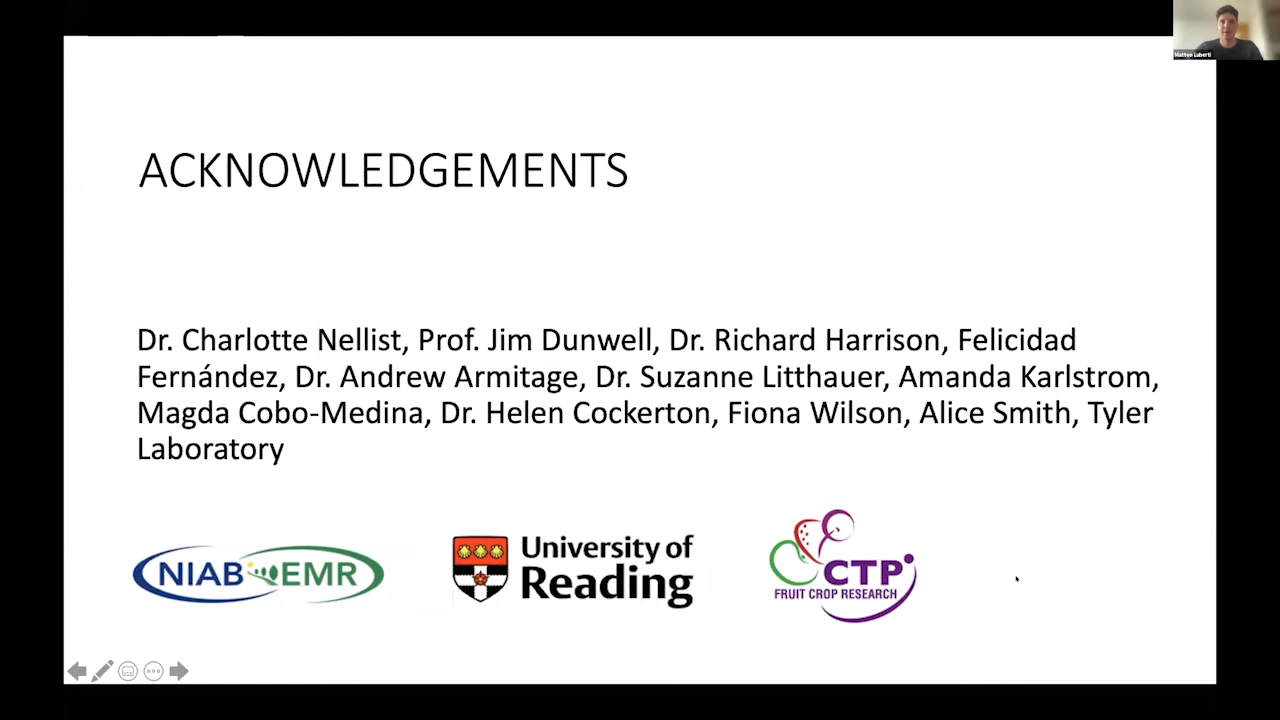 Matteo Luberti
ACKNOWLEDGEMENTS
Dr. Charlotte Nellist, Prof. Jim Dunwell, Dr. Richard Harrison, Felicidad
Fernández, Dr. Andrew Armitage, Dr. Suzanne Litthauer, Amanda Karlstrom,
Magda Cobo-Medina, Dr. Helen Cockerton, Fiona Wilson, Alice Smith, Tyler
Laboratory
NIAB EMR
University of
Reading
CTP
FRUIT CROP RESEARCH